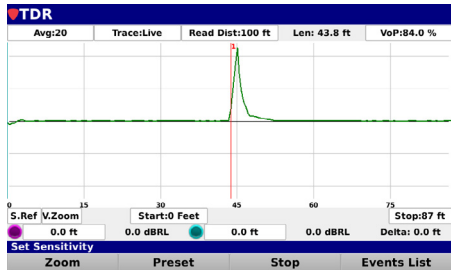 TDR
Avg:20 Trace:Live Read Dist:100 ft Len: 43.8 ft VoP:84.0 %
1
0 15 30 45 60 75
S.Ref V.Zoom Start:0 Feet Stop:87 ft
0.0 ft 0.0 dBRL 0.0 ft 0.0 dBRL Delta: 0.0 ft
Set Sensitivity
Zoom Preset Stop Events List